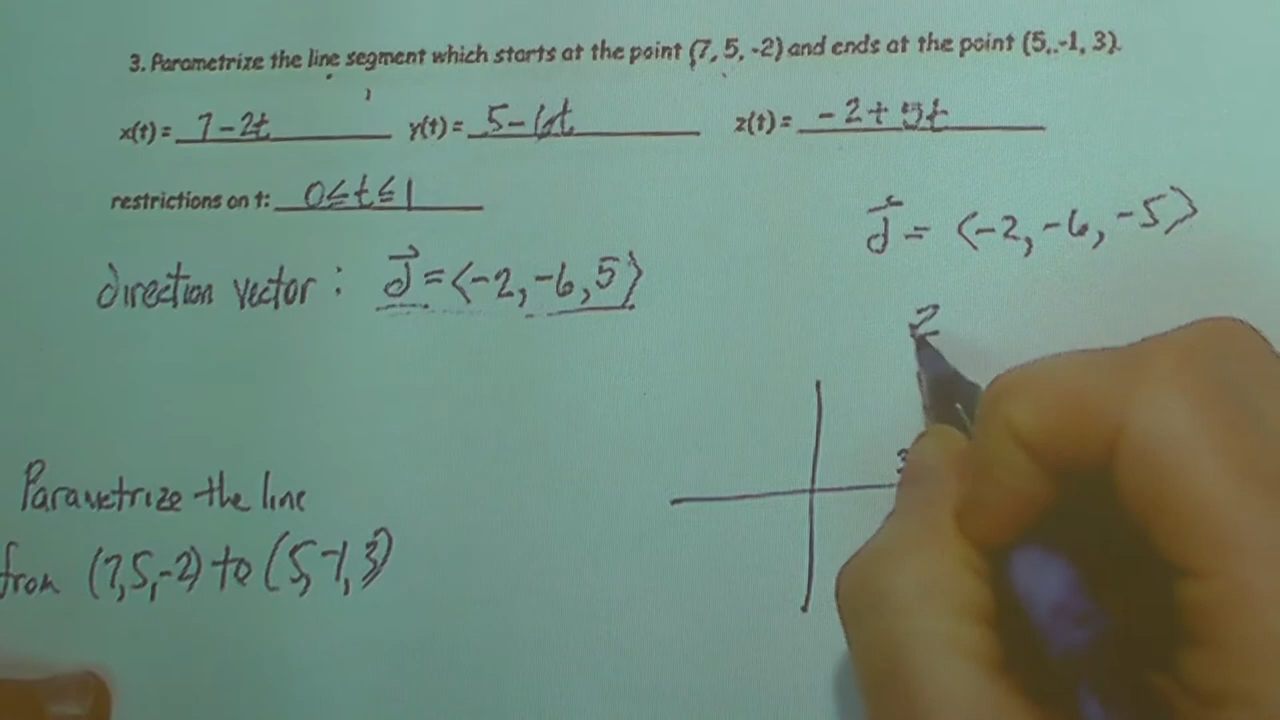 3. Parametrize the line segment which starts at the point (7, 5, -2) and ends at the point (5, -1, 3).
x(t) = 7-2t y(t) = 5-6t z(t) = -2+5t
restrictions on t: 0≤t≤1
d⃗ = ⟨-2, -6, -5⟩
direction vector : d⃗ = ⟨-2, -6, 5⟩
2
3
Parametrize the line
from (7,5,-2) to (5,-1,3)